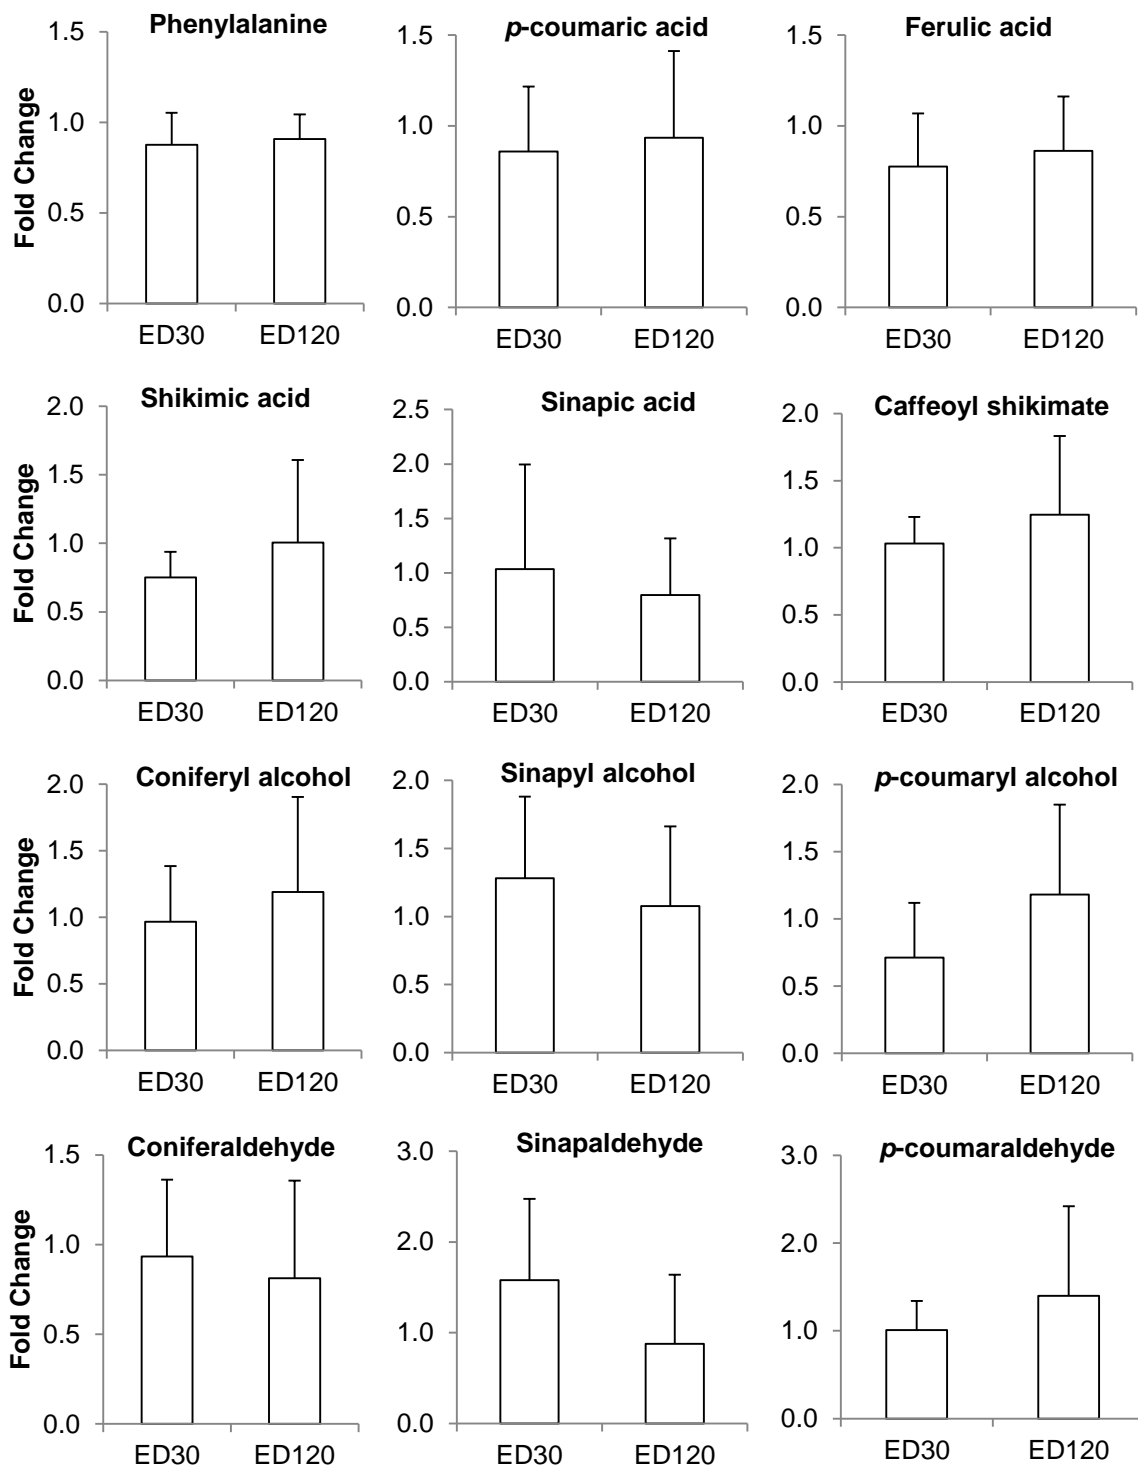 Phenylalanine
Fold Change
1.5
1.0
0.5
0.0
ED30 ED120
p-coumaric acid
1.5
1.0
0.5
0.0
ED30 ED120
Ferulic acid
1.5
1.0
0.5
0.0
ED30 ED120
Shikimic acid
Fold Change
2.0
1.5
1.0
0.5
0.0
ED30 ED120
Sinapic acid
2.5
2.0
1.5
1.0
0.5
0.0
ED30 ED120
Caffeoyl shikimate
2.0
1.5
1.0
0.5
0.0
ED30 ED120
Coniferyl alcohol
Fold Change
2.0
1.5
1.0
0.5
0.0
ED30 ED120
Sinapyl alcohol
2.0
1.5
1.0
0.5
0.0
ED30 ED120
p-coumaryl alcohol
2.0
1.5
1.0
0.5
0.0
ED30 ED120
Coniferaldehyde
Fold Change
1.5
1.0
0.5
0.0
ED30 ED120
Sinapaldehyde
3.0
2.0
1.0
0.0
ED30 ED120
p-coumaraldehyde
3.0
2.0
1.0
0.0
ED30 ED120